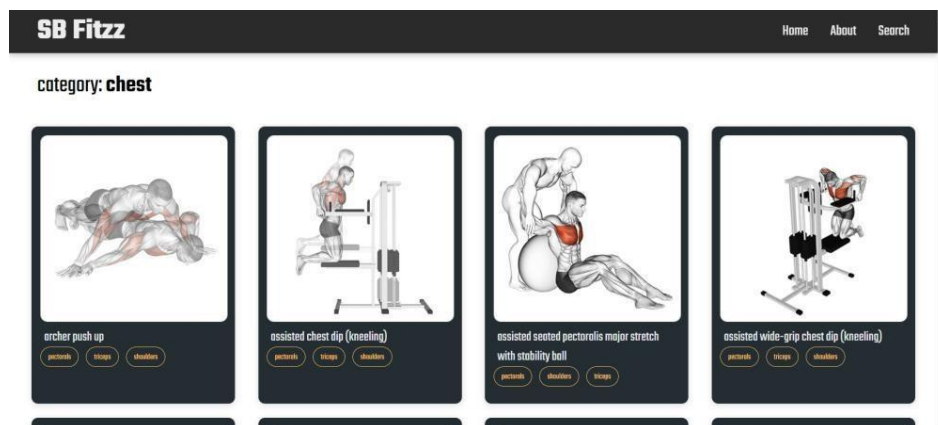 SB Fitzz
Home About Search
category: chest
archer push up
pectorals triceps shoulders
assisted chest dip (kneeling)
pectorals triceps shoulders
assisted seated pectoralis major stretch
with stability ball
pectorals shoulders triceps
assisted wide-grip chest dip (kneeling)
pectorals triceps shoulders